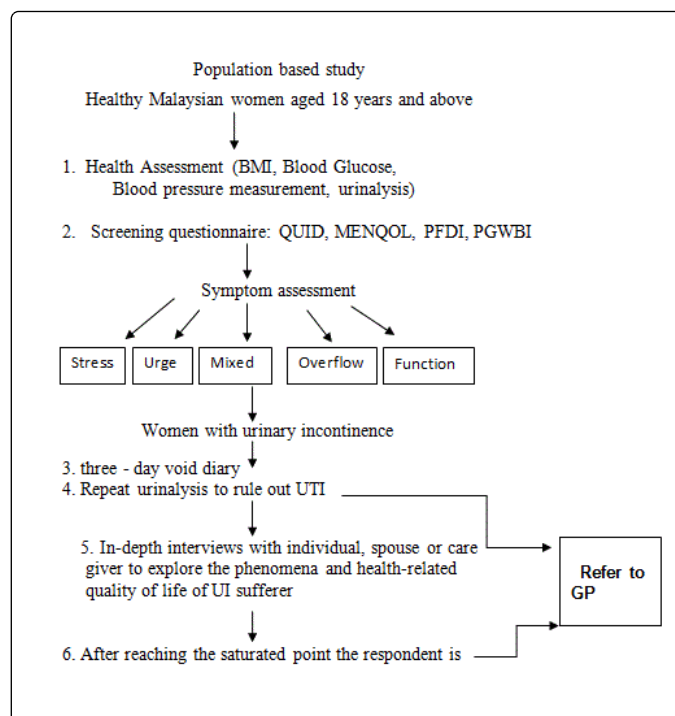 Population based study
Healthy Malaysian women aged 18 years and above
1. Health Assessment (BMI, Blood Glucose,
Blood pressure measurement, urinalysis)
2. Screening questionnaire: QUID, MENQOL, PFDI, PGWBI
Symptom assessment
Stress
Urge
Mixed
Overflow
Function
Women with urinary incontinence
3. three - day void diary
4. Repeat urinalysis to rule out UTI
5. In-depth interviews with individual, spouse or care
giver to explore the phenomena and health-related
quality of life of UI sufferer
Refer to
GP
6. After reaching the saturated point the respondent is